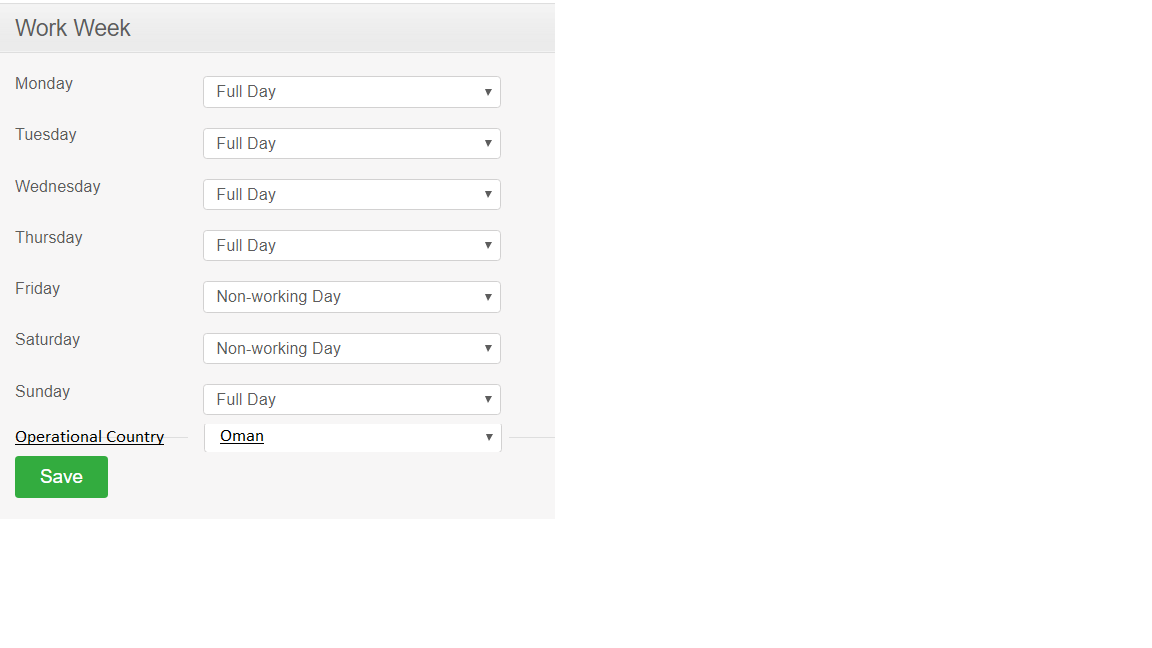 Work Week
Monday Full Day
Tuesday Full Day
Wednesday Full Day
Thursday Full Day
Friday Non-working Day
Saturday Non-working Day
Sunday Full Day
Operational Country Oman
Save